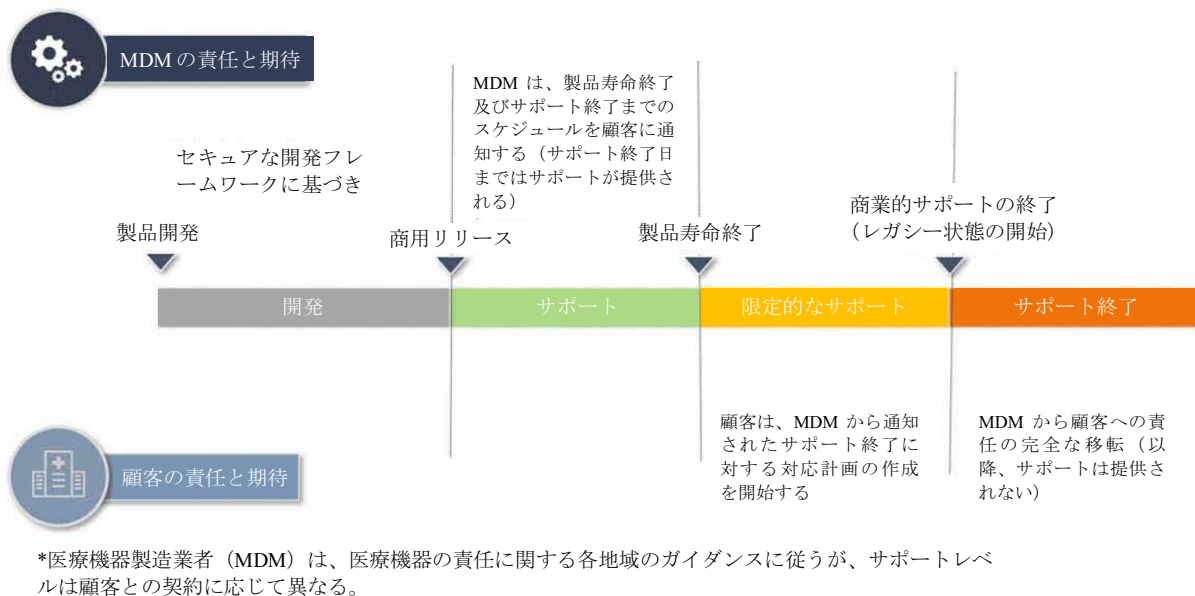 MDM の責任と期待
MDM は、製品寿命終了
及びサポート終了までの
スケジュールを顧客に通
知する（サポート終了日
まではサポートが提供さ
れる）
セキュアな開発フレ
ームワークに基づき
製品開発
商用リリース
製品寿命終了
商業的サポートの終了
（レガシー状態の開始）
開発
サポート
限定的なサポート
サポート終了
顧客の責任と期待
顧客は、MDM から通知
されたサポート終了に
対する対応計画の作成
を開始する
MDM から顧客への責
任の完全な移転（以
降、サポートは提供さ
れない）
*医療機器製造業者（MDM）は、医療機器の責任に関する各地域のガイダンスに従うが、サポートレベ
ルは顧客との契約に応じて異なる。